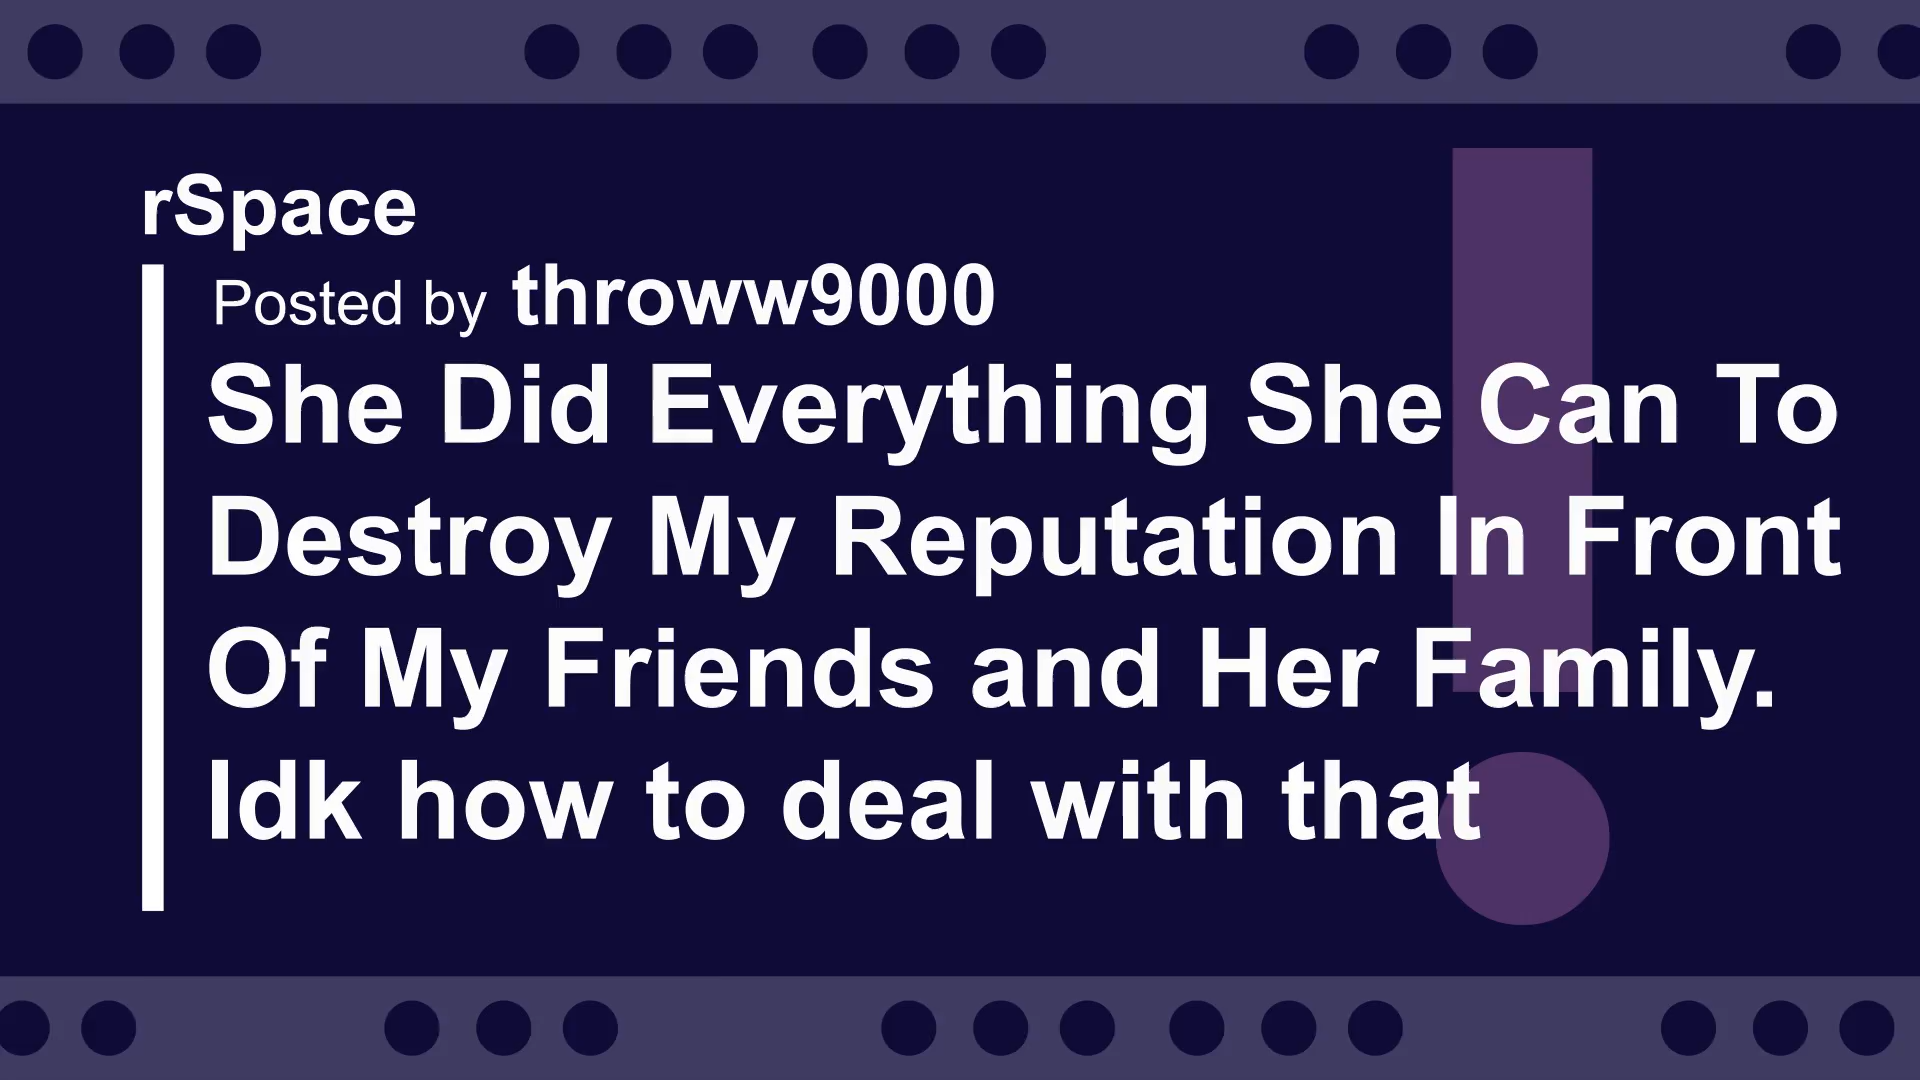 rSpace
Posted by throww9000
She Did Everything She Can To
Destroy My Reputation In Front
Of My Friends and Her Family.
Idk how to deal with that